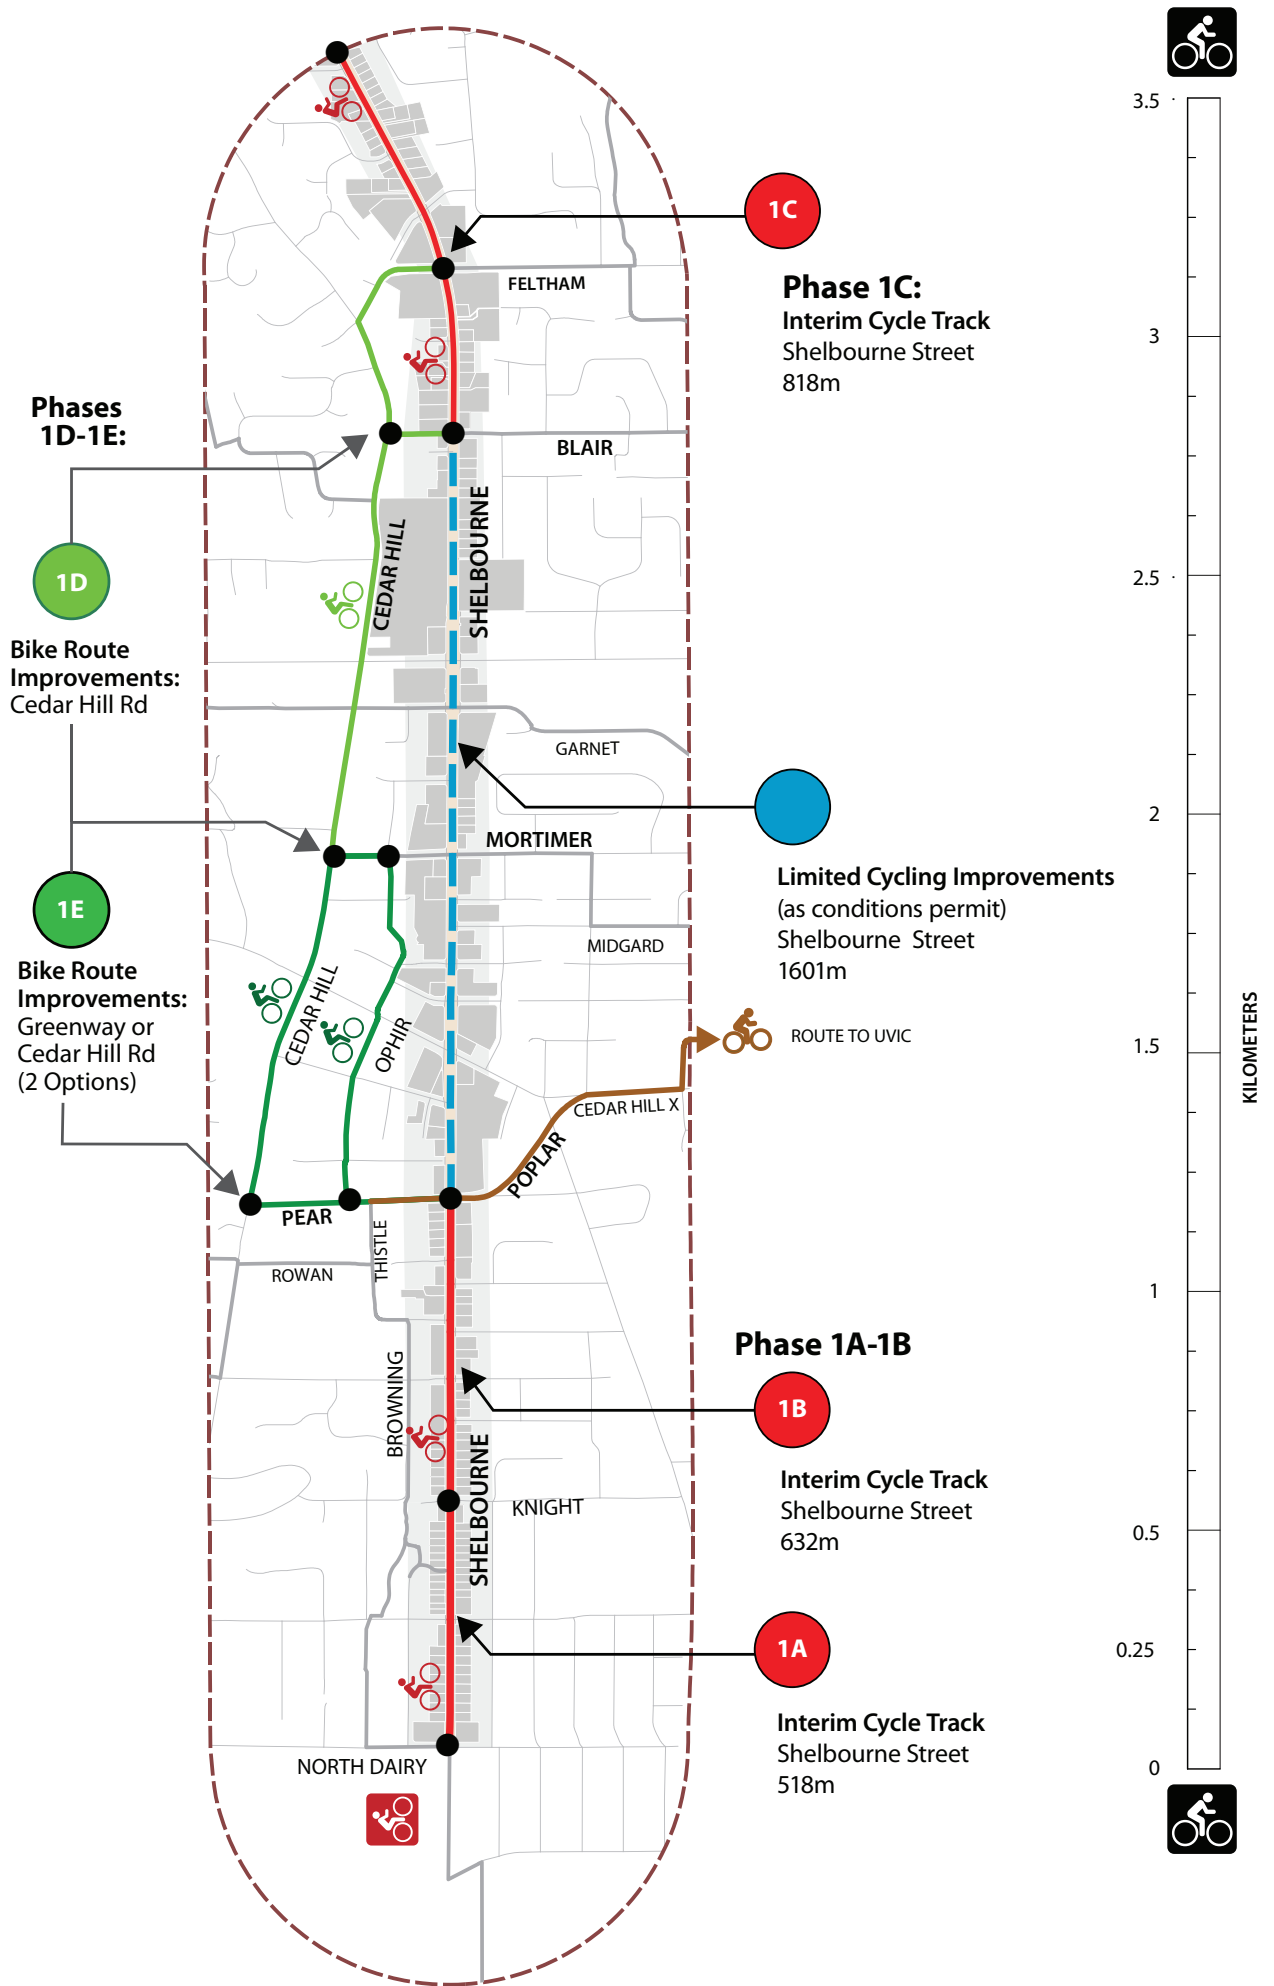 3.5
1C
FELTHAM
Phase 1C:
Interim Cycle Track
Shelbourne Street
818m
3
Phases
1D-1E:
BLAIR
SHELBOURNE
CEDAR HILL
1D
2.5
Bike Route
Improvements:
Cedar Hill Rd
GARNET
2
MORTIMER
Limited Cycling Improvements
(as conditions permit)
Shelbourne Street
1601m
1E
MIDGARD
Bike Route
Improvements:
Greenway or
Cedar Hill Rd
(2 Options)
CEDAR HILL
OPHIR
ROUTE TO UVIC
1.5
KILOMETERS
CEDAR HILL X
POPLAR
PEAR
THISTLE
ROWAN
1
Phase 1A-1B
BROWNING
1B
SHELBOURNE
Interim Cycle Track
Shelbourne Street
632m
KNIGHT
0.5
1A
0.25
Interim Cycle Track
Shelbourne Street
518m
NORTH DAIRY
0